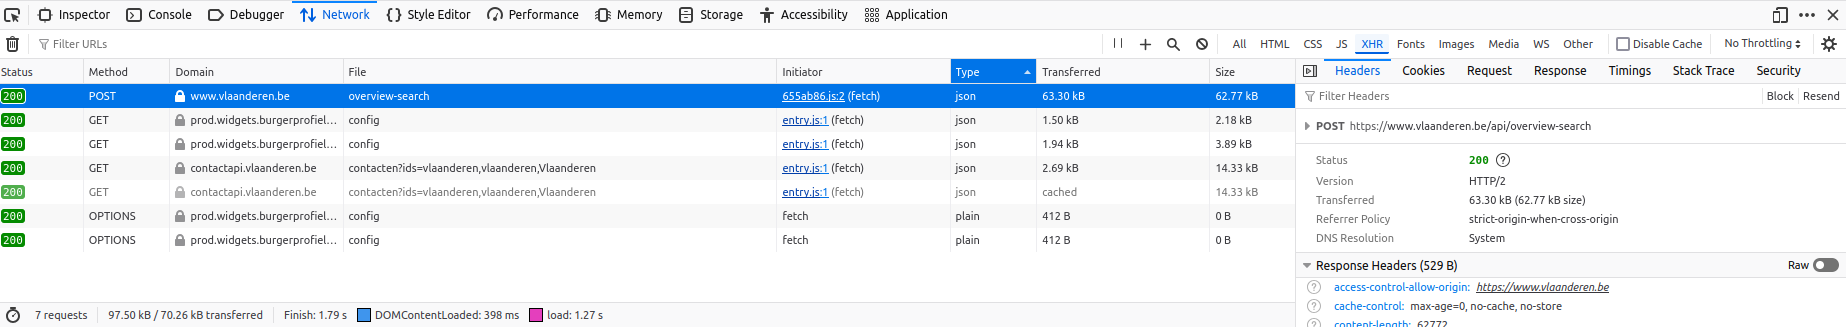 Inspector Console Debugger Network Style Editor Performance Memory Storage Accessibility Application
Filter URLs All HTML CSS JS XHR Fonts Images Media WS Other Disable Cache No Throttling
Status Method Domain File Initiator Type Transferred Size
200 POST www.vlaanderen.be overview-search 655ab86.js:2 (fetch) json 63.30 kB 62.77 kB
200 GET prod.widgets.burgerprofiel... config entry.js:1 (fetch) json 1.50 kB 2.18 kB
200 GET prod.widgets.burgerprofiel... config entry.js:1 (fetch) json 1.94 kB 3.89 kB
200 GET contactapi.vlaanderen.be contacten?ids=vlaanderen,vlaanderen,Vlaanderen entry.js:1 (fetch) json 2.69 kB 14.33 kB
200 GET contactapi.vlaanderen.be contacten?ids=vlaanderen,vlaanderen,Vlaanderen entry.js:1 (fetch) json cached 14.33 kB
200 OPTIONS prod.widgets.burgerprofiel... config fetch plain 412 B 0 B
200 OPTIONS prod.widgets.burgerprofiel... config fetch plain 412 B 0 B
7 requests 97.50 kB / 70.26 kB transferred Finish: 1.79 s DOMContentLoaded: 398 ms load: 1.27 s
Headers Cookies Request Response Timings Stack Trace Security
Filter Headers Block Resend
POST https://www.vlaanderen.be/api/overview-search
Status 200
Version HTTP/2
Transferred 63.30 kB (62.77 kB size)
Referrer Policy strict-origin-when-cross-origin
DNS Resolution System
Response Headers (529 B) Raw
access-control-allow-origin: https://www.vlaanderen.be
cache-control: max-age=0, no-cache, no-store
content-length: 62772